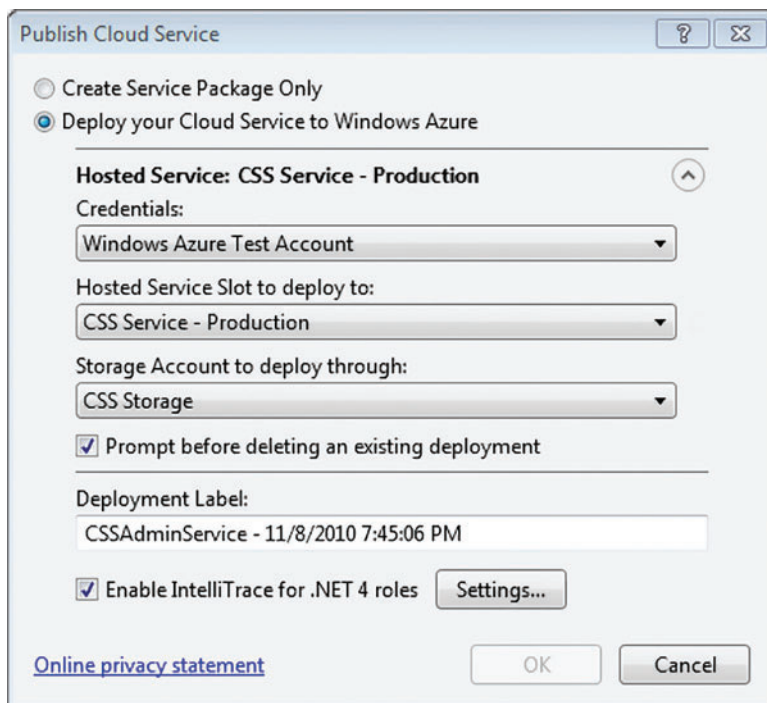 Publish Cloud Service
Create Service Package Only
Deploy your Cloud Service to Windows Azure
Hosted Service: CSS Service - Production
Credentials:
Windows Azure Test Account
Hosted Service Slot to deploy to:
CSS Service - Production
Storage Account to deploy through:
CSS Storage
Prompt before deleting an existing deployment
Deployment Label:
CSSAdminService - 11/8/2010 7:45:06 PM
Enable IntelliTrace for .NET 4 roles Settings...
Online privacy statement OK Cancel